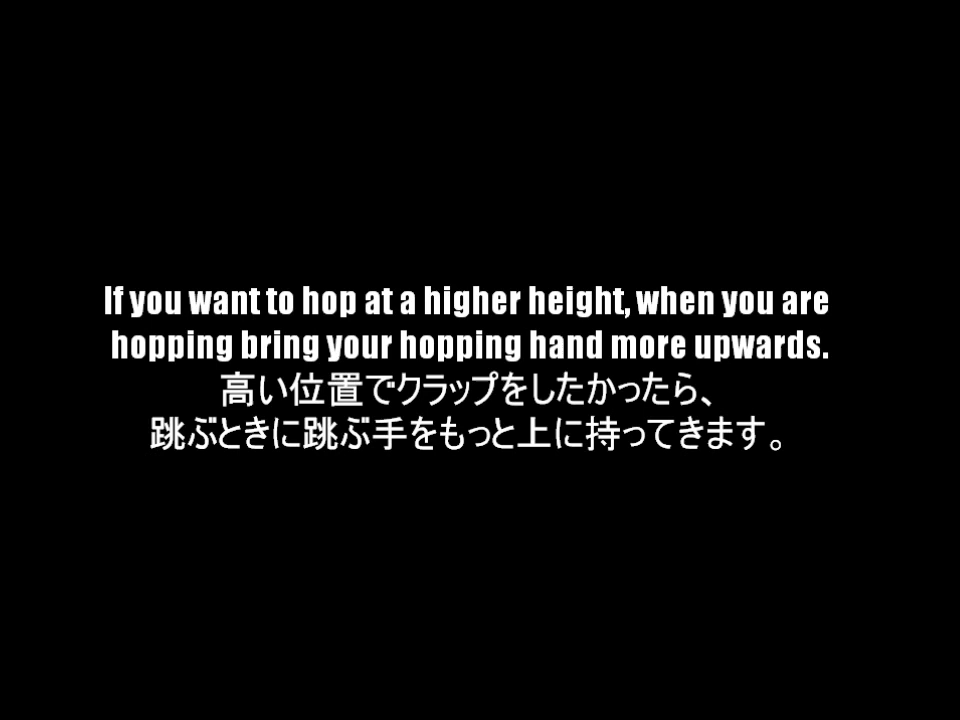 If you want to hop at a higher height, when you are
hopping bring your hopping hand more upwards.
高い位置でクラップをしたかったら、
跳ぶときに跳ぶ手をもっと上に持ってきます。